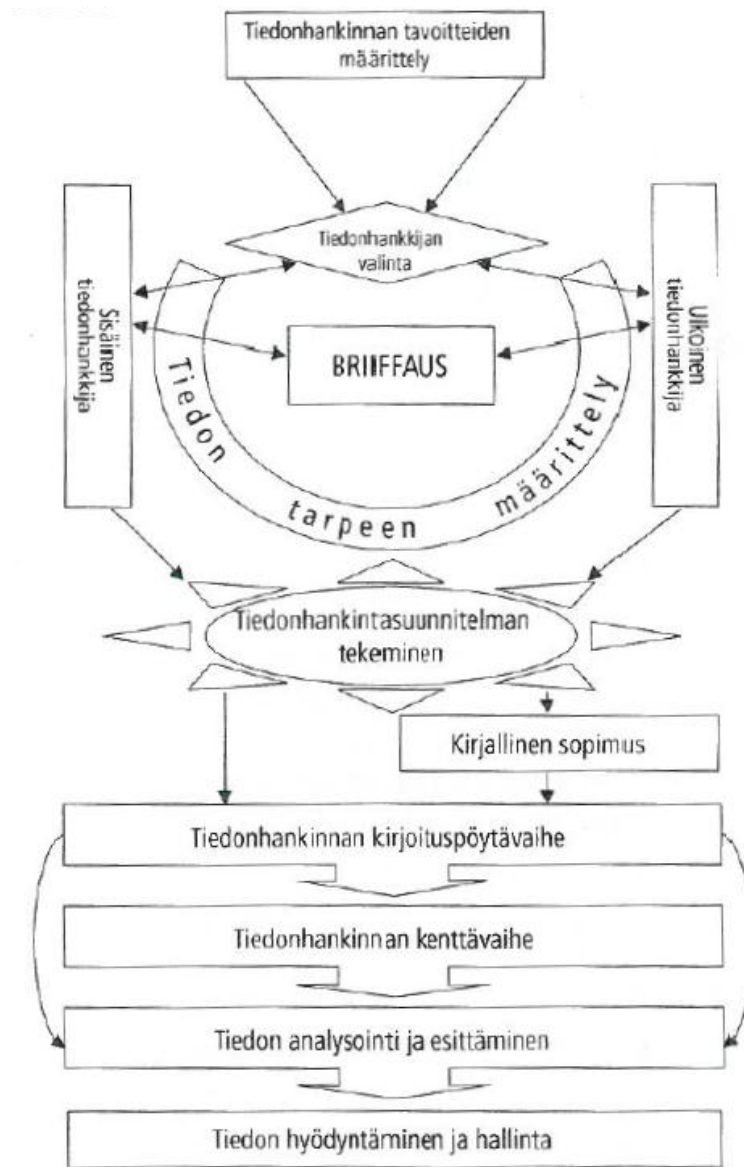 Tiedonhankinnan tavoitteiden
määrittely
Tiedonhankkijan
valinta
Sisäinen
tiedonhankkija
Ulkoinen
tiedonhankkija
BRIIFFAUS
Tiedon tarpeen määrittely
Tiedonhankintasuunnitelman
tekeminen
Kirjallinen sopimus
Tiedonhankinnan kirjoituspöytävaihe
Tiedonhankinnan kenttävaihe
Tiedon analysointi ja esittäminen
Tiedon hyödyntäminen ja hallinta